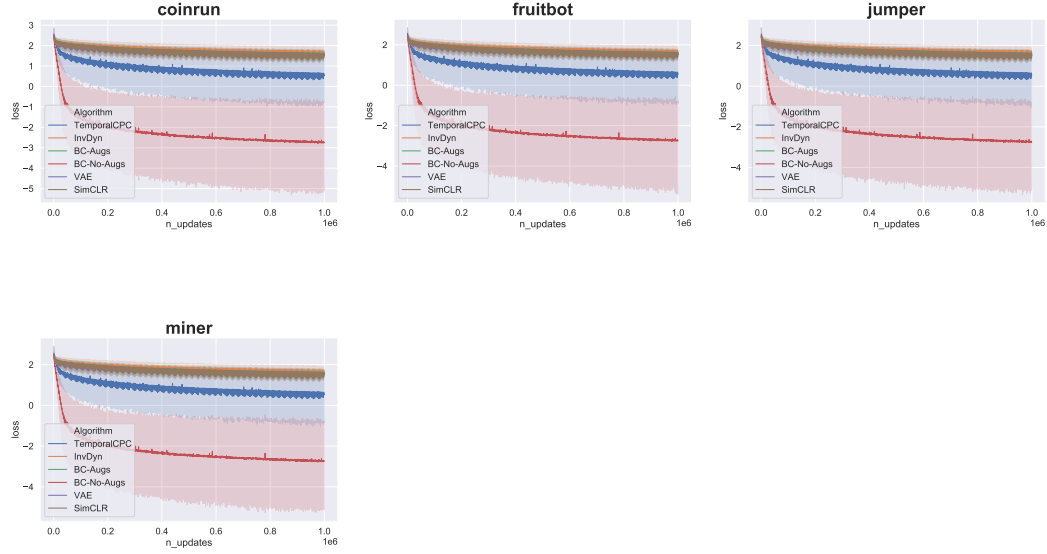 coinrun
3
2
1
0
−1
−2
−3
−4
−5
loss
Algorithm
TemporalCPC
InvDyn
BC-Augs
BC-No-Augs
VAE
SimCLR
0.0 0.2 0.4 0.6 0.8 1.0
n_updates 1e6
fruitbot
2
0
−2
−4
loss
Algorithm
TemporalCPC
InvDyn
BC-Augs
BC-No-Augs
VAE
SimCLR
0.0 0.2 0.4 0.6 0.8 1.0
n_updates 1e6
jumper
2
0
−2
−4
loss
Algorithm
TemporalCPC
InvDyn
BC-Augs
BC-No-Augs
VAE
SimCLR
0.0 0.2 0.4 0.6 0.8 1.0
n_updates 1e6
miner
2
0
−2
−4
loss
Algorithm
TemporalCPC
InvDyn
BC-Augs
BC-No-Augs
VAE
SimCLR
0.0 0.2 0.4 0.6 0.8 1.0
n_updates 1e6